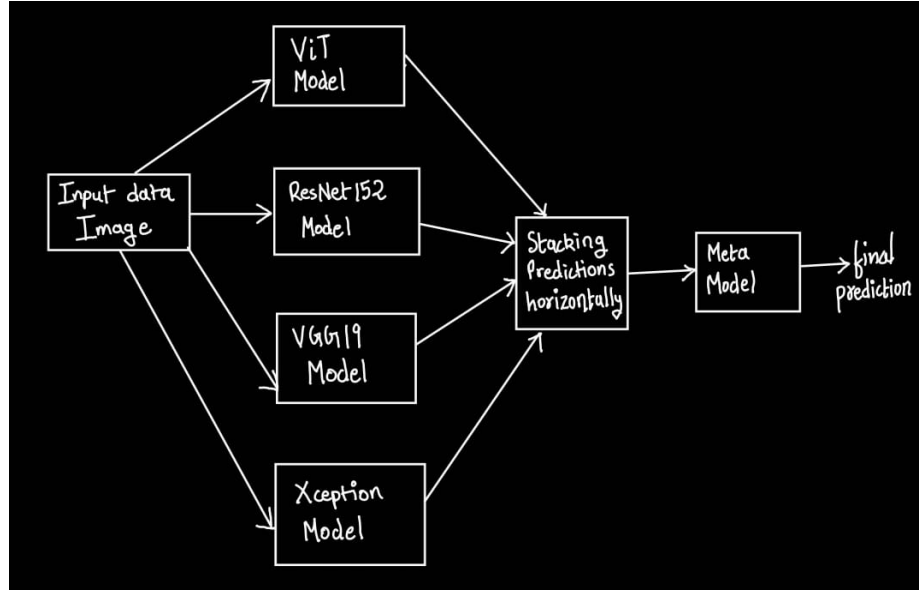 ViT
Model
Input data
Image
ResNet152
Model
VGG19
Model
Xception
Model
Stacking
Predictions
horizontally
Meta
Model
final
prediction